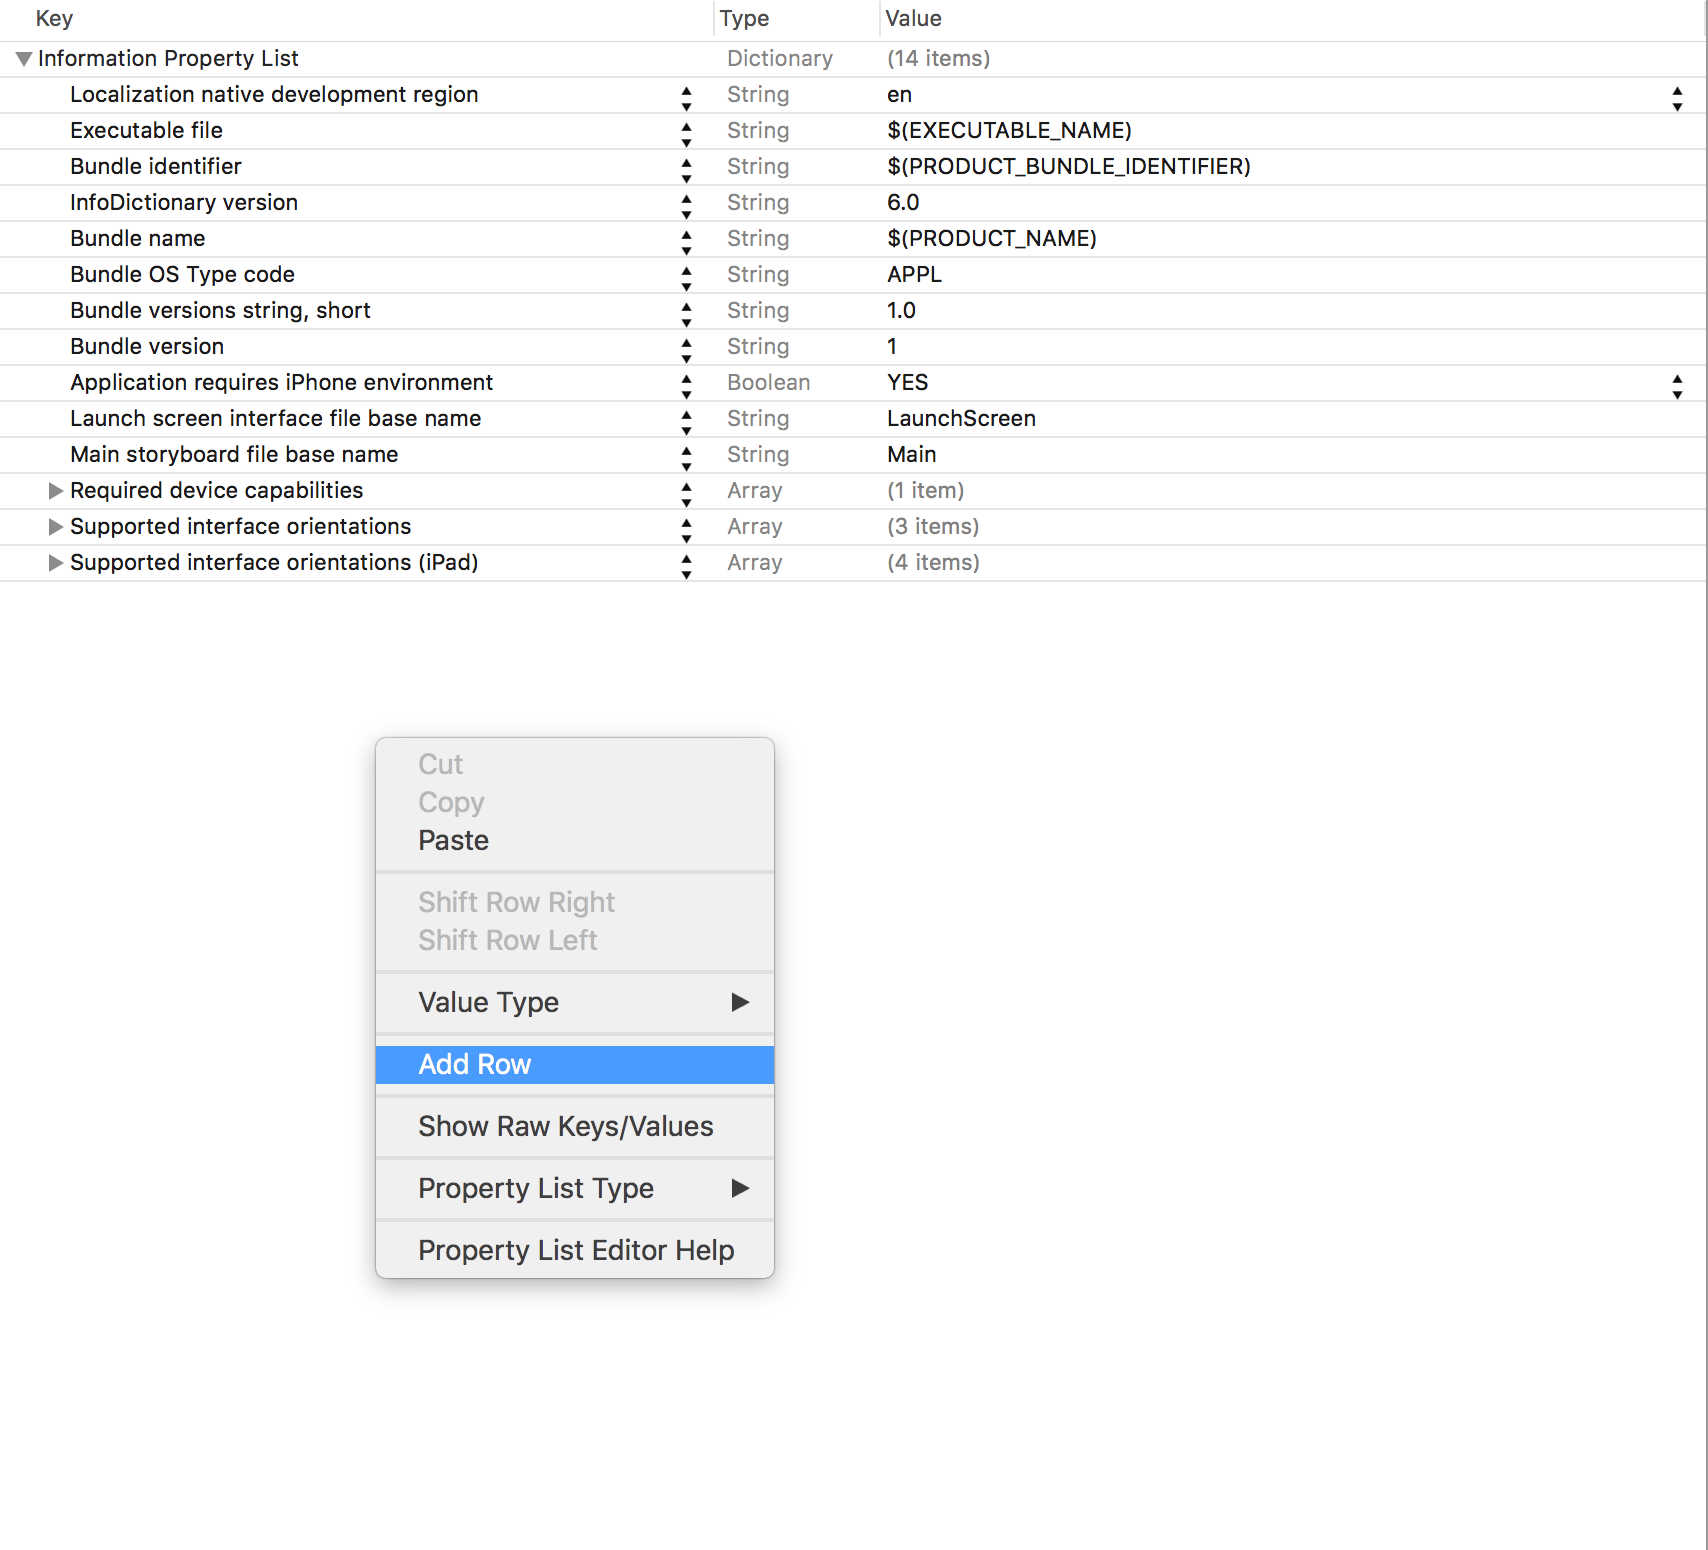 Key Type Value
Information Property List Dictionary (14 items)
Localization native development region String en
Executable file String $(EXECUTABLE_NAME)
Bundle identifier String $(PRODUCT_BUNDLE_IDENTIFIER)
InfoDictionary version String 6.0
Bundle name String $(PRODUCT_NAME)
Bundle OS Type code String APPL
Bundle versions string, short String 1.0
Bundle version String 1
Application requires iPhone environment Boolean YES
Launch screen interface file base name String LaunchScreen
Main storyboard file base name String Main
Required device capabilities Array (1 item)
Supported interface orientations Array (3 items)
Supported interface orientations (iPad) Array (4 items)
Cut
Copy
Paste
Shift Row Right
Shift Row Left
Value Type
Add Row
Show Raw Keys/Values
Property List Type
Property List Editor Help